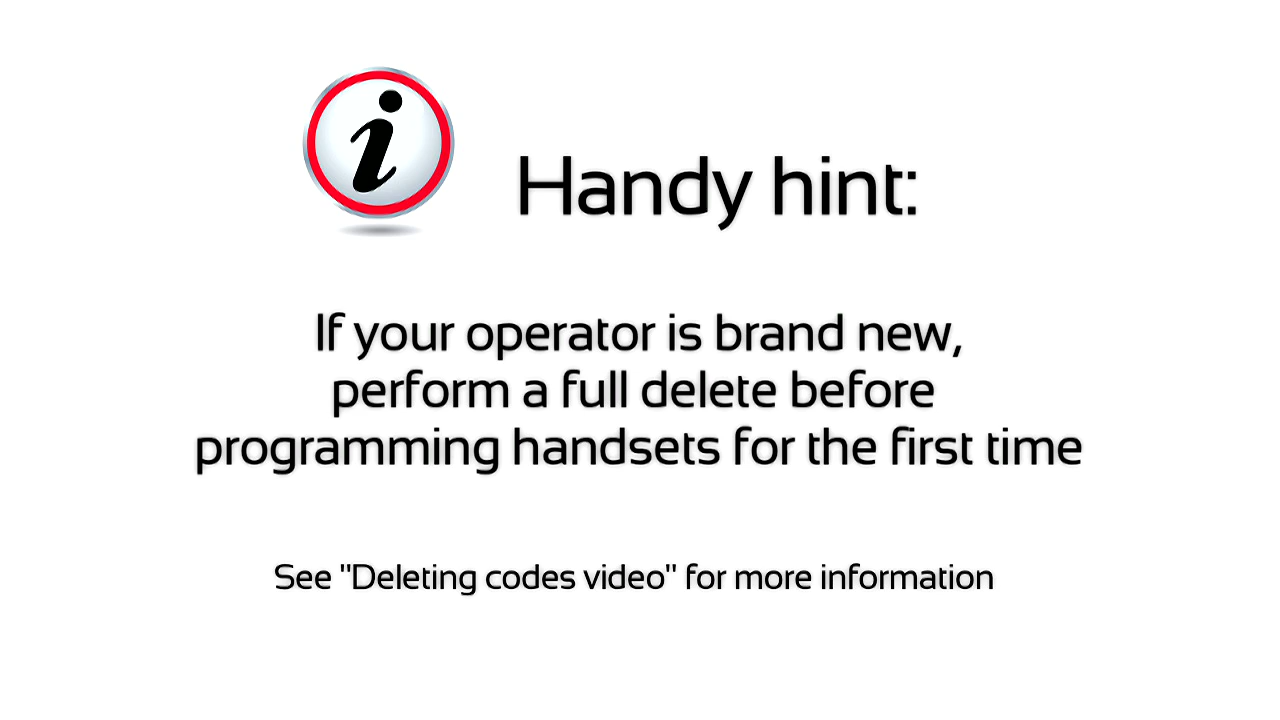 i
Handy hint:
If your operator is brand new,
perform a full delete before
programming handsets for the first time
See "Deleting codes video" for more information